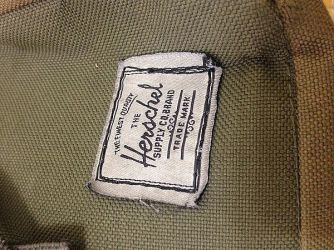 THE FINEST QUALITY
THE
Herschel
SUPPLY CO. BRAND
TRADE MARK